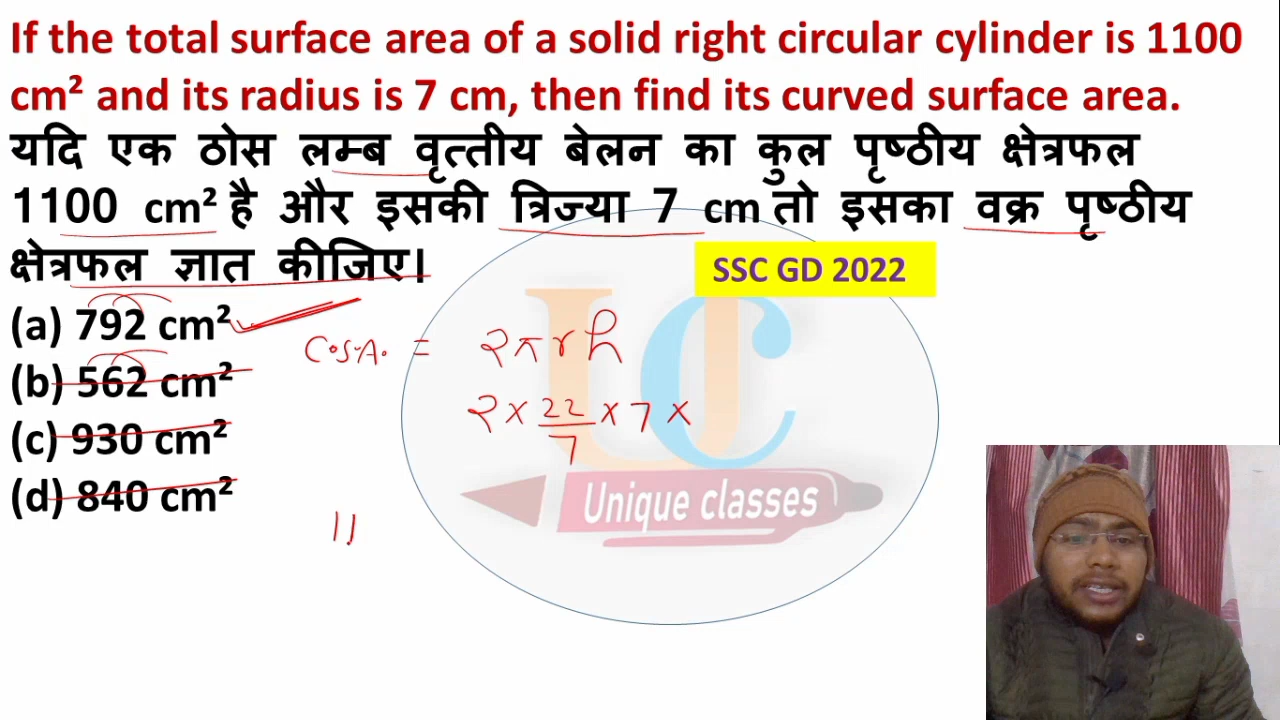 If the total surface area of a solid right circular cylinder is 1100
cm² and its radius is 7 cm, then find its curved surface area.
यदि एक ठोस लम्ब वृत्तीय बेलन का कुल पृष्ठीय क्षेत्रफल
1100 cm² है और इसकी त्रिज्या 7 cm तो इसका वक्र पृष्ठीय
क्षेत्रफल ज्ञात कीजिए।
SSC GD 2022
(a) 792 cm²
(b) 562 cm²
(c) 930 cm²
(d) 840 cm²
C.S.A. = 2πrh
2 × 22/7 × 7 ×
11
UC
Unique classes